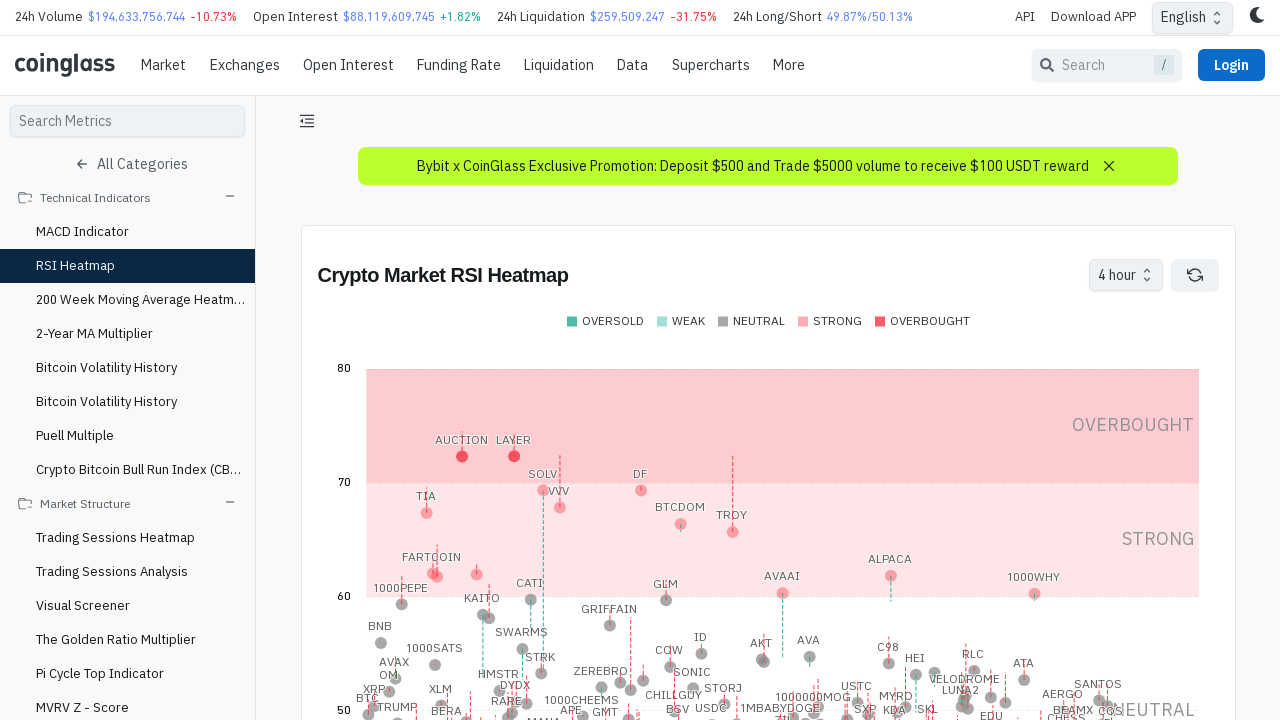 24h Volume $194,633,756,744 -10.73% Open Interest $88,119,609,745 +1.82% 24h Liquidation $259,509,247 -31.75% 24h Long/Short 49.87%/50.13% API Download APP English
coinglass Market Exchanges Open Interest Funding Rate Liquidation Data Supercharts More Search / Login
Search Metrics
All Categories
Technical Indicators
MACD Indicator
RSI Heatmap
200 Week Moving Average Heatm...
2-Year MA Multiplier
Bitcoin Volatility History
Bitcoin Volatility History
Puell Multiple
Crypto Bitcoin Bull Run Index (CB...
Market Structure
Trading Sessions Heatmap
Trading Sessions Analysis
Visual Screener
The Golden Ratio Multiplier
Pi Cycle Top Indicator
MVRV Z - Score
Bybit x CoinGlass Exclusive Promotion: Deposit $500 and Trade $5000 volume to receive $100 USDT reward
Crypto Market RSI Heatmap 4 hour
OVERSOLD WEAK NEUTRAL STRONG OVERBOUGHT
80
OVERBOUGHT
AUCTION LAYER
SOLV DF
70
TIA VVV
BTCDOM
TROY
STRONG
FARTCOIN ALPACA
AVAAI 1000WHY
1000PEPE CATI GLM
60
KAITO
GRIFFAIN
BNB SWARMS
ID AKT AVA
1000SATS COW C98
STRK HEI RLC
AVAX ATA
OM HMSTR ZEREBRO SONIC
VELODROME
XRP XLM DYDX STORJ USTC LUNA2 SANTOS
BTC RARE 1000CHEEMS CHILLGUY 1000000MOG MYRO AERGO
TRUMP BERA APE GMT BSV USDC 1MBABYDOGE SXP KDA SKL BEAMX
50
EDU NEUTRAL